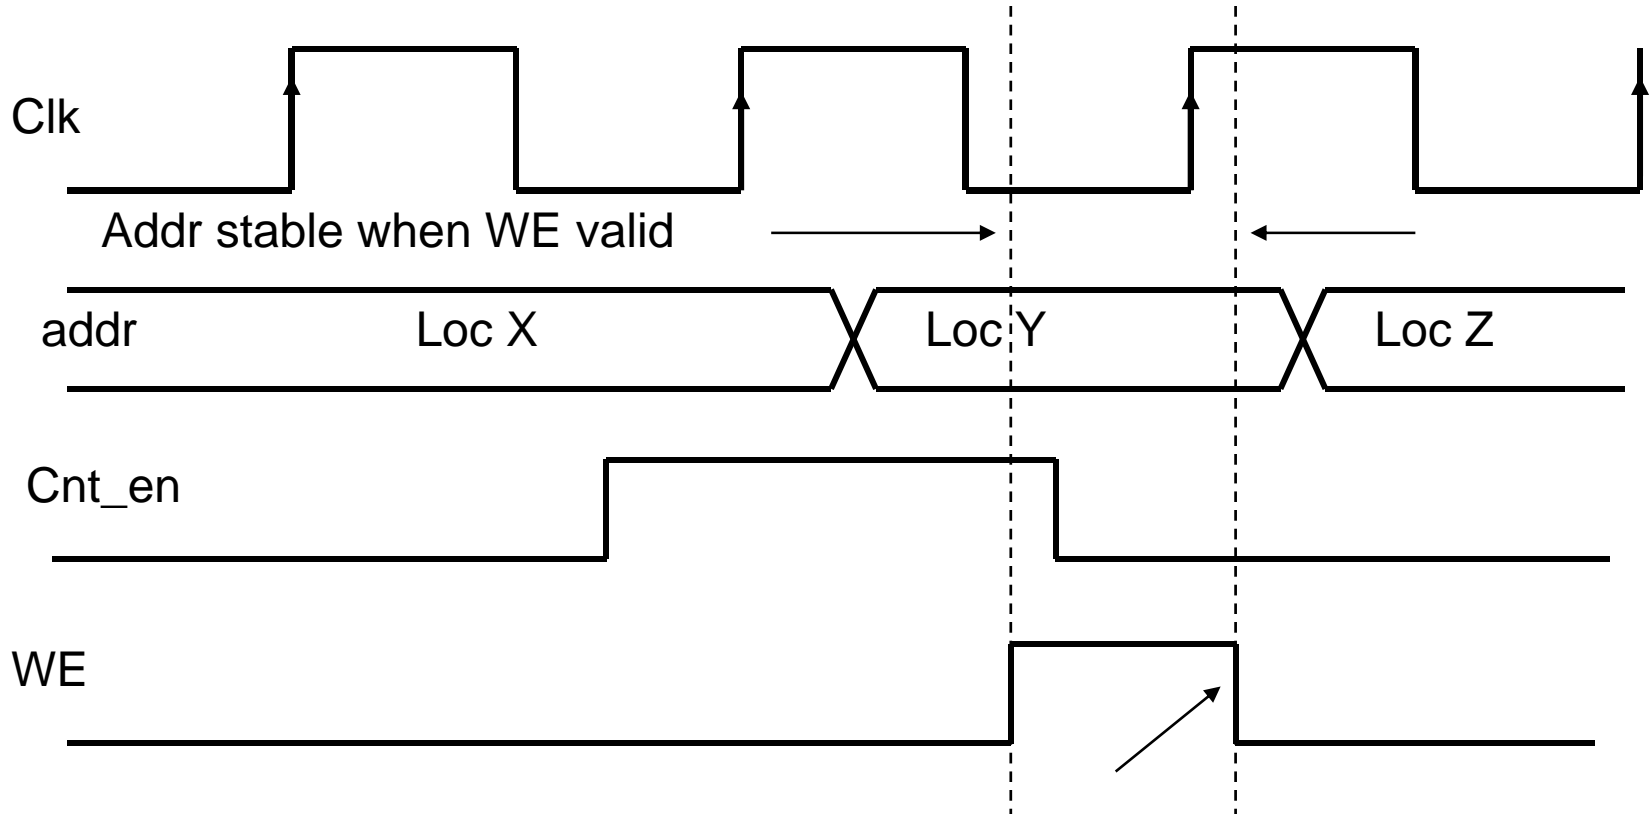 Clk
Addr stable when WE valid
addr Loc X Loc Y Loc Z
Cnt_en
WE